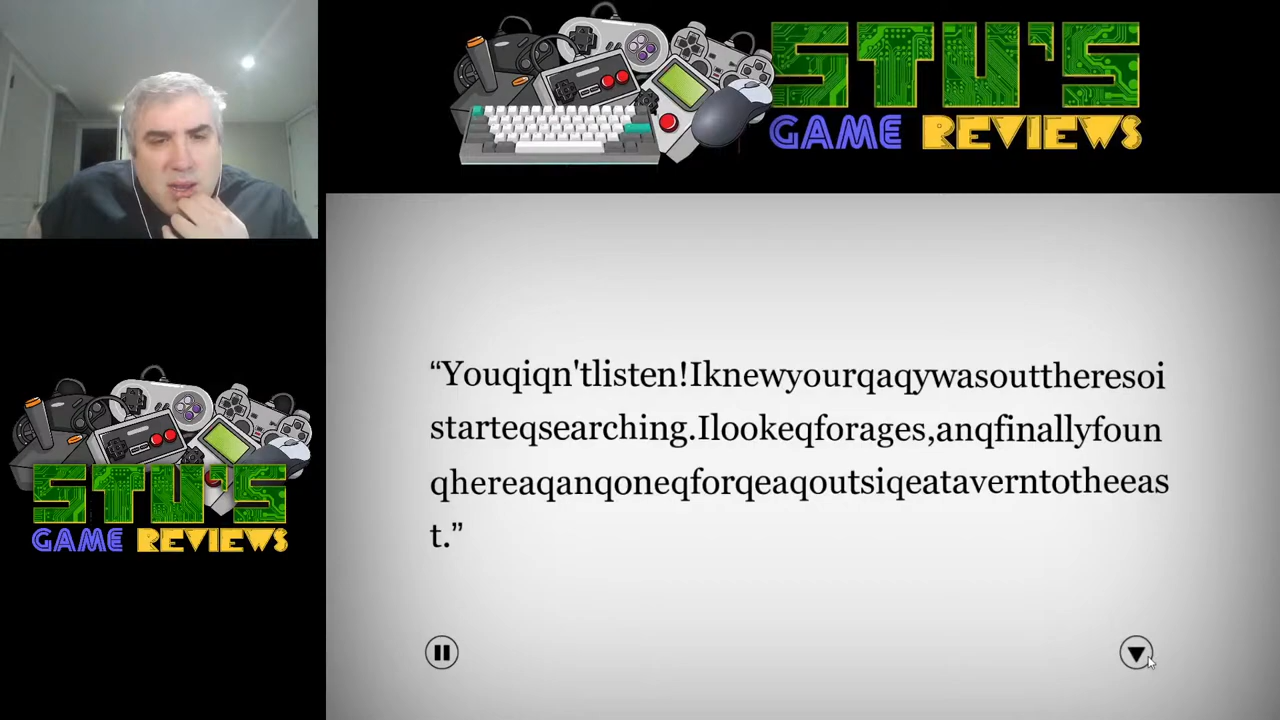 STU'S
GAME REVIEWS
“Youqiqn'tlisten!Iknewyourqaqywasouttheresoi
starteqsearching.Ilookeqforages,anqfinallyfoun
qhereaqanqoneqforqeaqoutsiqeataverntotheeas
t.”
STU'S
GAME REVIEWS